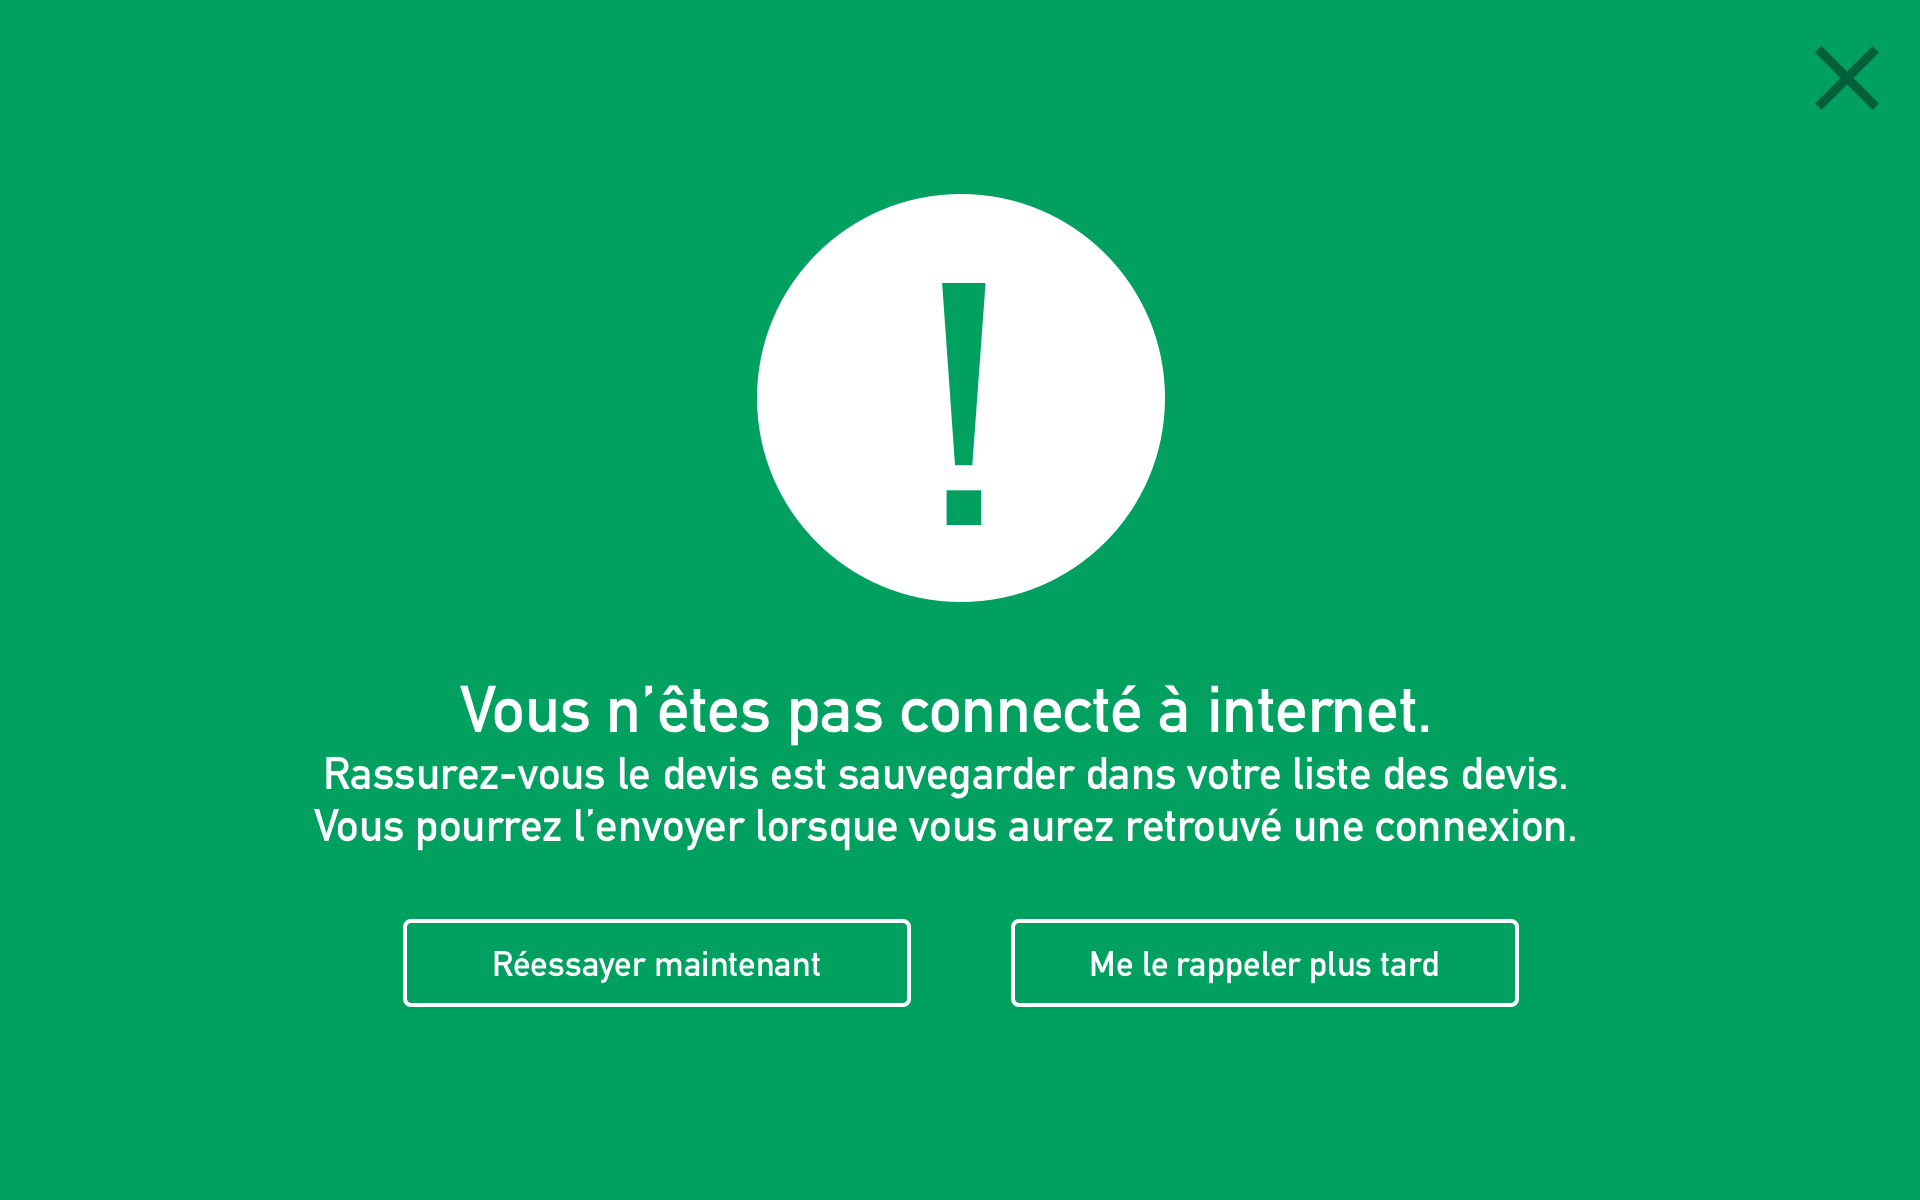 !
Vous n’êtes pas connecté à internet.
Rassurez-vous le devis est sauvegarder dans votre liste des devis.
Vous pourrez l’envoyer lorsque vous aurez retrouvé une connexion.
Réessayer maintenant
Me le rappeler plus tard